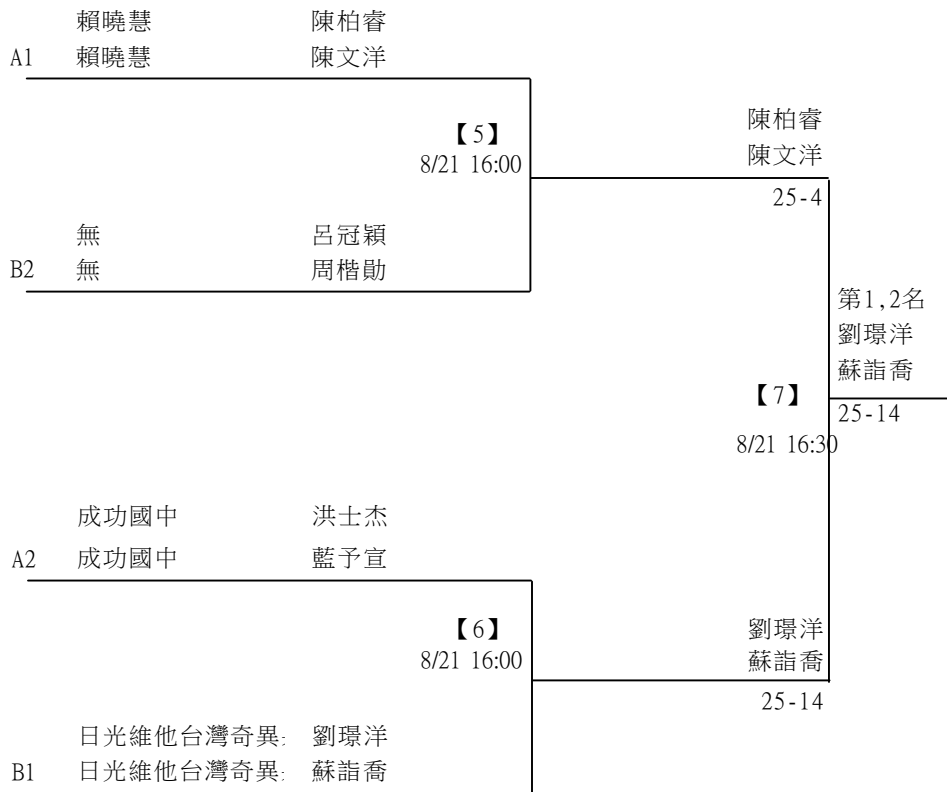 賴曉慧 陳柏睿
A1 賴曉慧 陳文洋
【5】
8/21 16:00
陳柏睿
陳文洋
25-4
無 呂冠穎
B2 無 周楷勛
第1,2名
劉璟洋
蘇詣喬
【7】
25-14
8/21 16:30
成功國中 洪士杰
A2 成功國中 藍予宣
【6】
8/21 16:00
劉璟洋
蘇詣喬
25-14
日光維他台灣奇異 劉璟洋
B1 日光維他台灣奇異 蘇詣喬